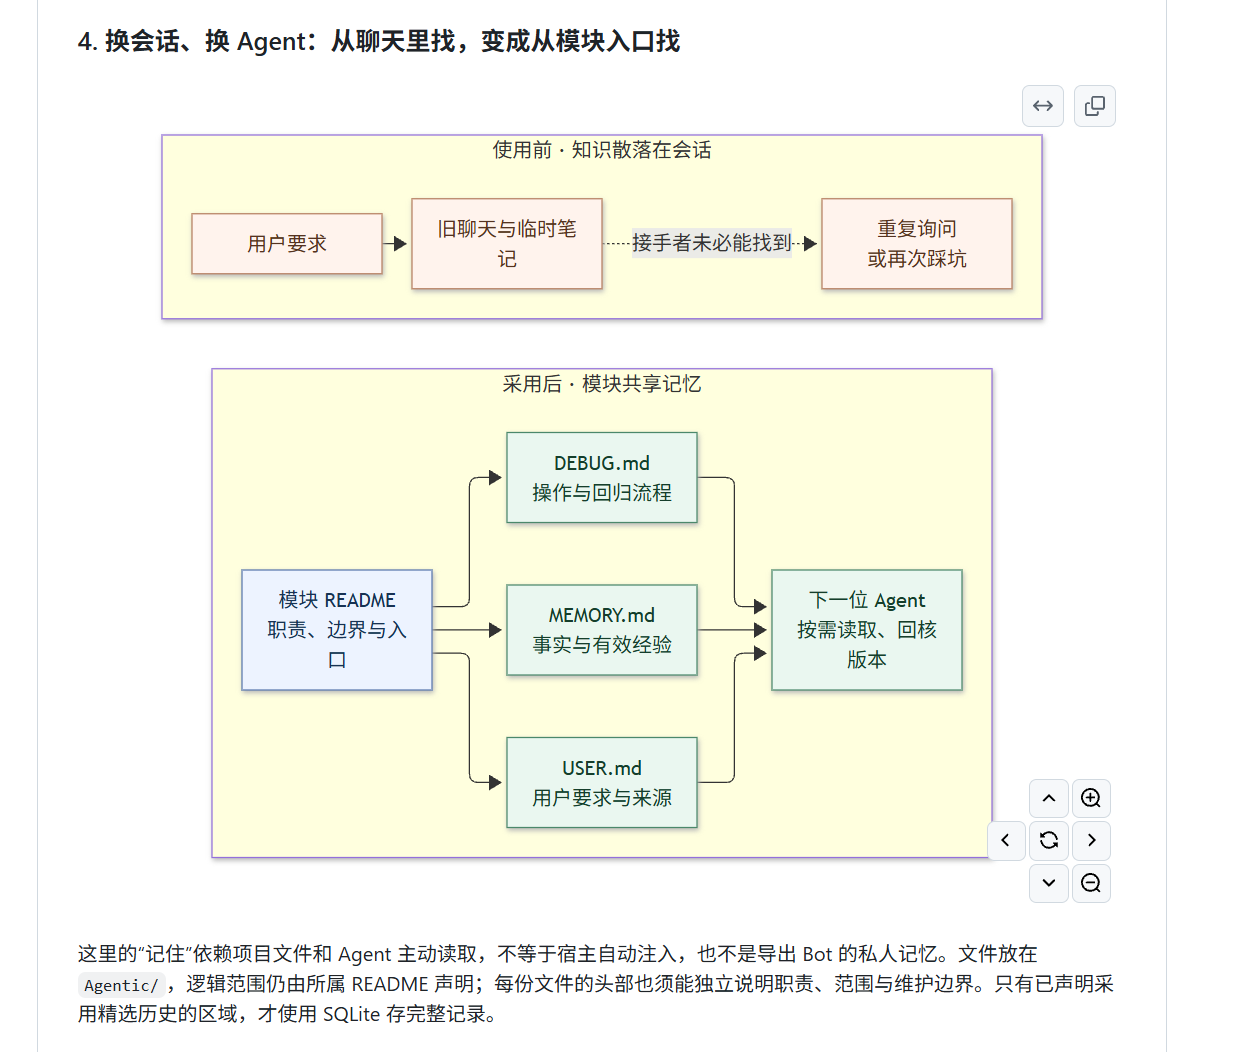 4. 换会话、换 Agent：从聊天里找，变成从模块入口找
使用前 · 知识散落在会话
用户要求
旧聊天与临时笔
记
接手者未必能找到
重复询问
或再次踩坑
采用后 · 模块共享记忆
DEBUG.md
操作与回归流程
模块 README
职责、边界与入
口
MEMORY.md
事实与有效经验
下一位 Agent
按需读取、回核
版本
USER.md
用户要求与来源
这里的“记住”依赖项目文件和 Agent 主动读取，不等于宿主自动注入，也不是导出 Bot 的私人记忆。文件放在
Agentic/ ，逻辑范围仍由所属 README 声明；每份文件的头部也须能独立说明职责、范围与维护边界。只有已声明采
用精选历史的区域，才使用 SQLite 存完整记录。